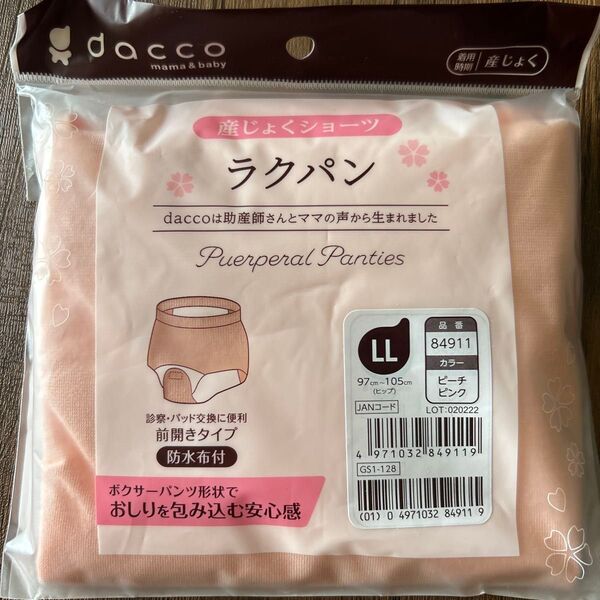 dacco
mama & baby
着用時期
産じょく
産じょくショーツ
ラクパン
daccoは助産師さんとママの声から生まれました
Puerperal Panties
診察・パッド交換に便利
前開きタイプ
防水布付
ボクサーパンツ形状で
おしりを包み込む安心感
LL
97cm~105cm
(ヒップ)
品番
84911
カラー
ピーチ
ピンク
JANコード
LOT:020222
4 971032 849119
GS1-128
(01) 0 4971032 84911 9